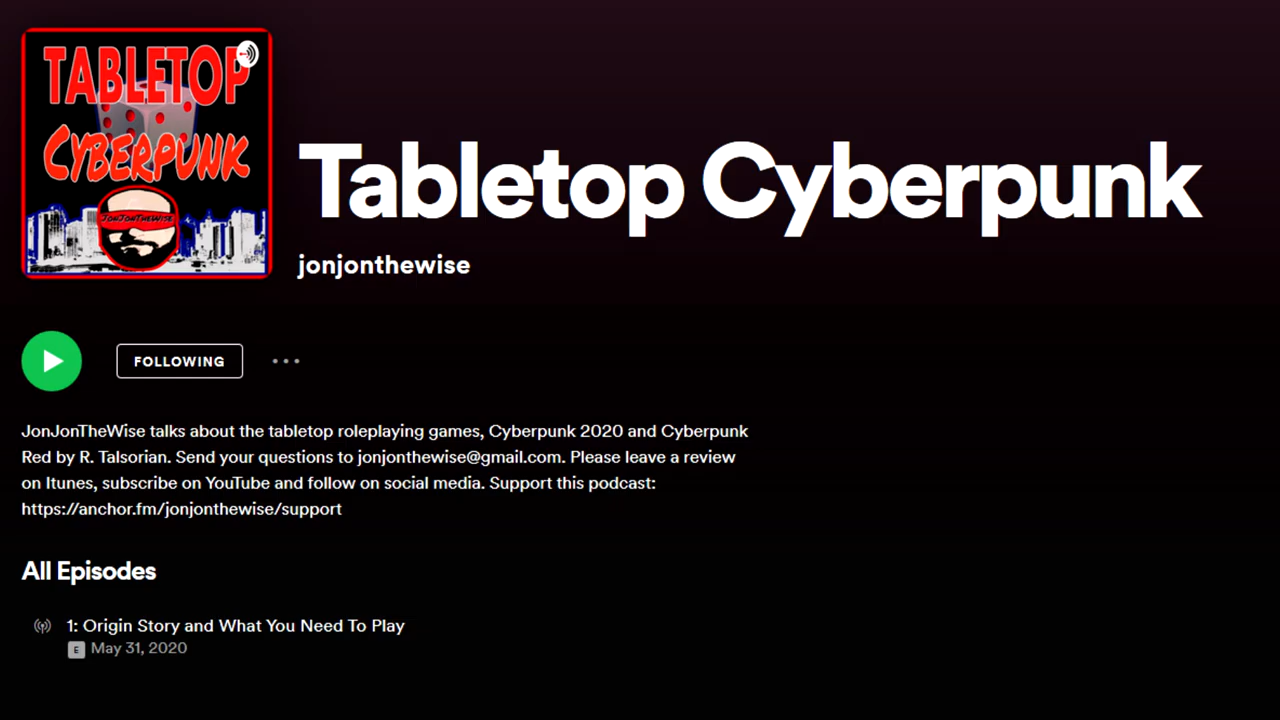 TABLETOP
CYBERPUNK
JONJONTHEWISE
Tabletop Cyberpunk
jonjonthewise
FOLLOWING
JonJonTheWise talks about the tabletop roleplaying games, Cyberpunk 2020 and Cyberpunk
Red by R. Talsorian. Send your questions to jonjonthewise@gmail.com. Please leave a review
on Itunes, subscribe on YouTube and follow on social media. Support this podcast:
https://anchor.fm/jonjonthewise/support
All Episodes
1: Origin Story and What You Need To Play
E May 31, 2020